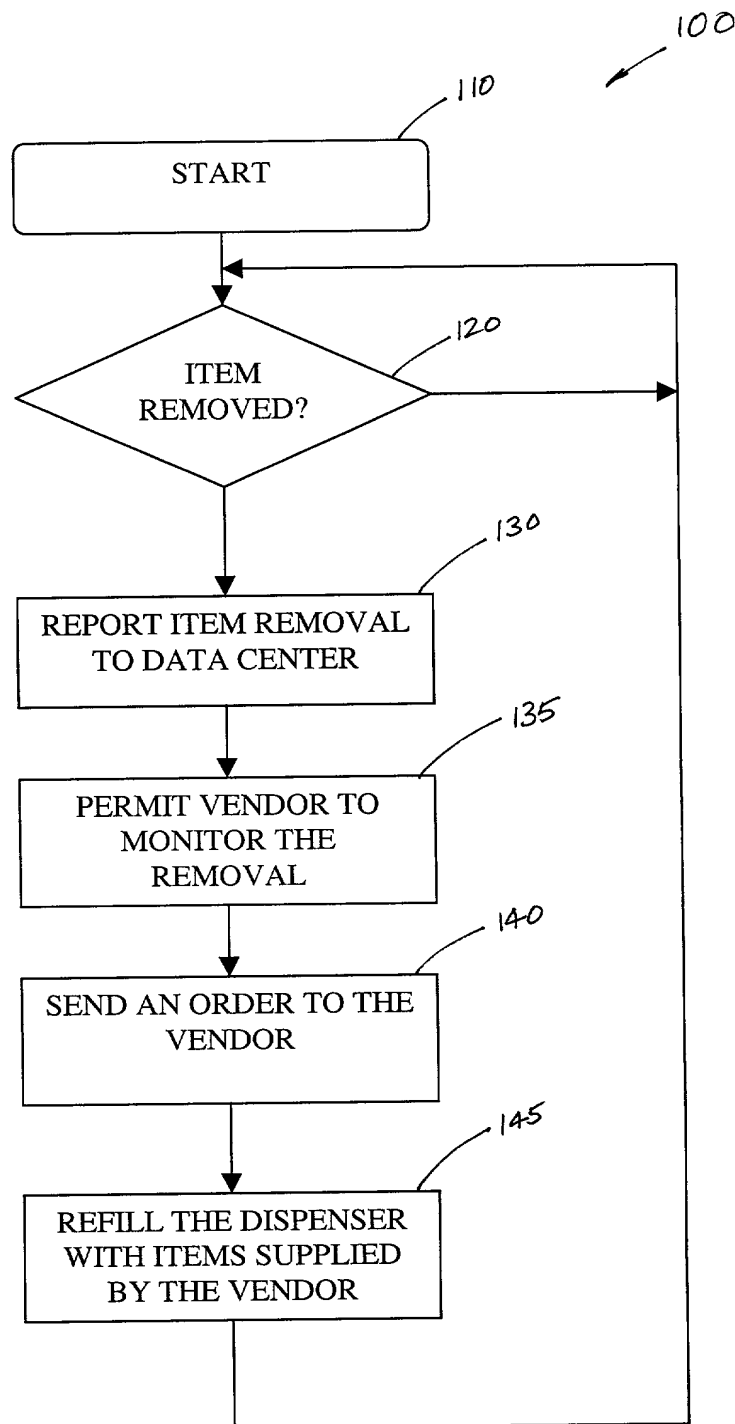 100
110
START
120
ITEM
REMOVED?
130
REPORT ITEM REMOVAL
TO DATA CENTER
135
PERMIT VENDOR TO
MONITOR THE
REMOVAL
140
SEND AN ORDER TO THE
VENDOR
145
REFILL THE DISPENSER
WITH ITEMS SUPPLIED
BY THE VENDOR